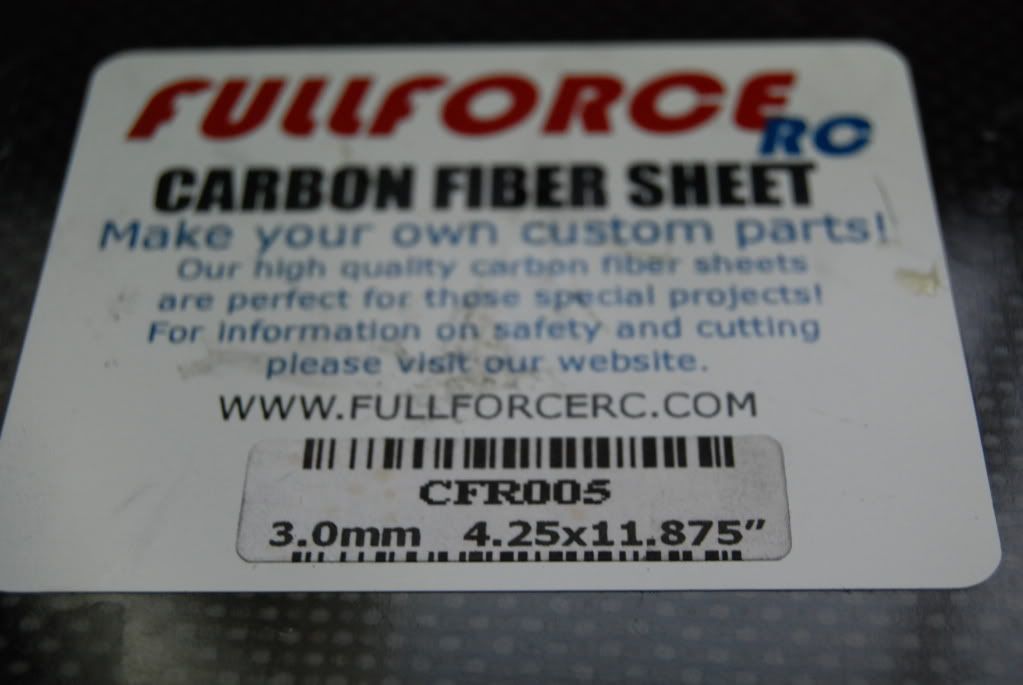 FULLFORCE RC
CARBON FIBER SHEET
Make your own custom parts!
Our high quality carbon fiber sheets
are perfect for those special projects!
For information on safety and cutting
please visit our website.
WWW.FULLFORCERC.COM
CFR005
3.0mm 4.25x11.875”